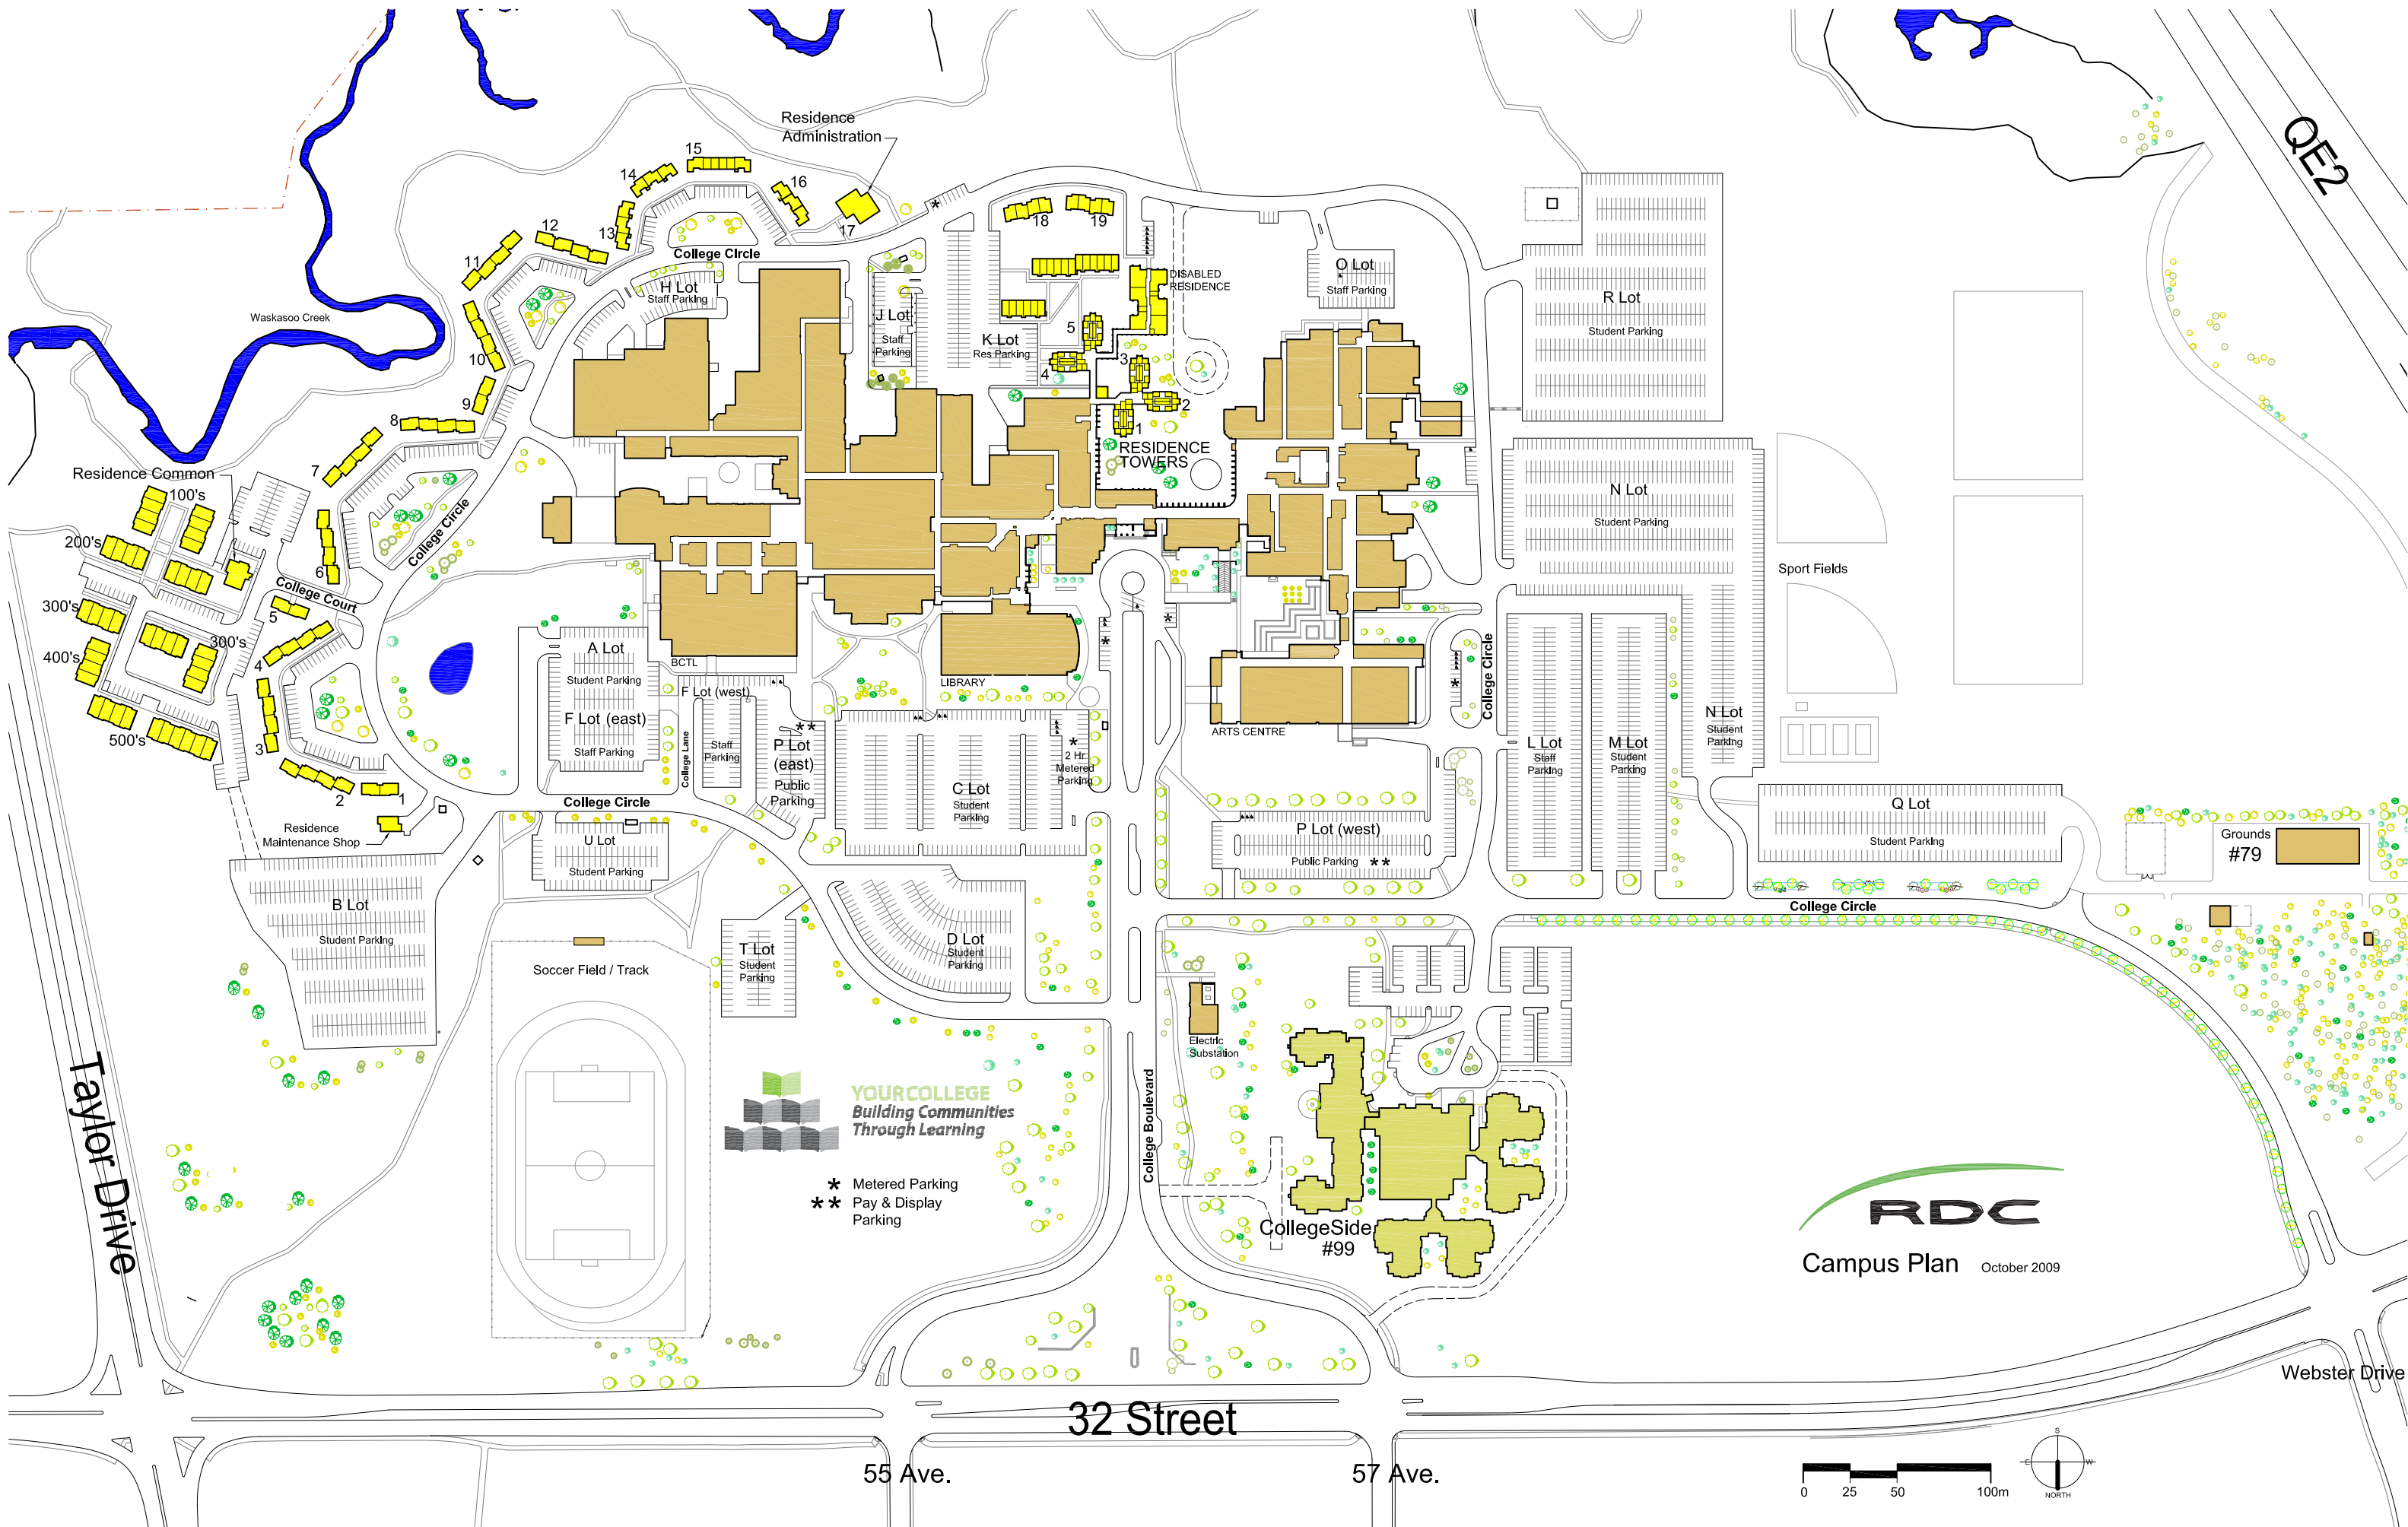 QE2
Residence
Administration
15
14
16
13
12
11
17
18
19
College Circle
H Lot
Staff Parking
J Lot
Staff
Parking
K Lot
Res Parking
DISABLED
RESIDENCE
O Lot
Staff Parking
R Lot
Student Parking
Waskasoo Creek
10
9
8
7
5
4
3
2
1
RESIDENCE
TOWERS
Residence Common
100's
200's
College Circle
6
College Court
5
300's
300's
400's
4
3
500's
2
1
N Lot
Student Parking
Sport Fields
A Lot
Student Parking
BCTL
F Lot (west)
F Lot (east)
Staff Parking
College Lane
Staff
Parking
**
P Lot
(east)
Public
Parking
LIBRARY
*
*
*
*
*
2 Hr
Metered
Parking
C Lot
Student
Parking
ARTS CENTRE
College Circle
L Lot
Staff
Parking
M Lot
Student
Parking
N Lot
Student
Parking
College Circle
Residence
Maintenance Shop
U Lot
Student Parking
P Lot (west)
Public Parking **
Q Lot
Student Parking
Grounds
#79
College Circle
B Lot
Student Parking
Soccer Field / Track
T Lot
Student
Parking
D Lot
Student
Parking
Electric
Substation
College Boulevard
Taylor Drive
YOUR COLLEGE
Building Communities
Through Learning
* Metered Parking
** Pay & Display
Parking
CollegeSide
#99
RDC
Campus Plan October 2009
Webster Drive
32 Street
55 Ave.
57 Ave.
0 25 50 100m
S
E W
NORTH